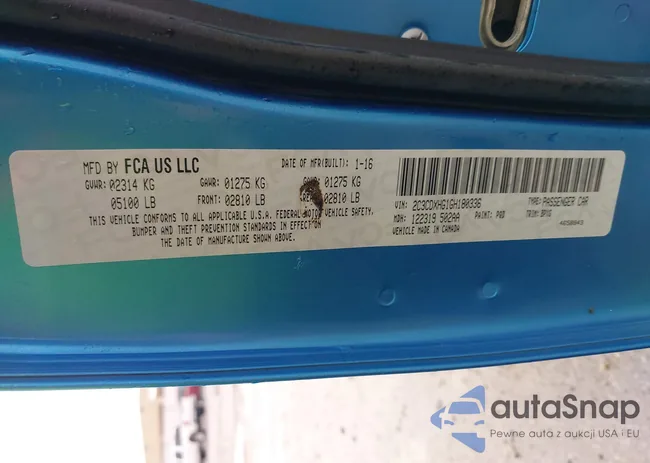 MFD BY FCA US LLC DATE OF MFR(BUILT): 1-16
GVWR: 02314 KG GAWR: 01275 KG 01275 KG
05100 LB FRONT: 02810 LB 02810 LB
THIS VEHICLE CONFORMS TO ALL APPLICABLE U.S.A. FEDERAL MOTOR VEHICLE SAFETY,
BUMPER AND THEFT PREVENTION STANDARDS IN EFFECT ON
THE DATE OF MANUFACTURE SHOWN ABOVE.
VIN: 2C3CDXHG1GH100336 TYPE: PASSENGER CAR
MDH: 122319 502AA PAINT: TRIM:
VEHICLE MADE IN CANADA
autaSnap
Pewne auta z aukcji USA i EU